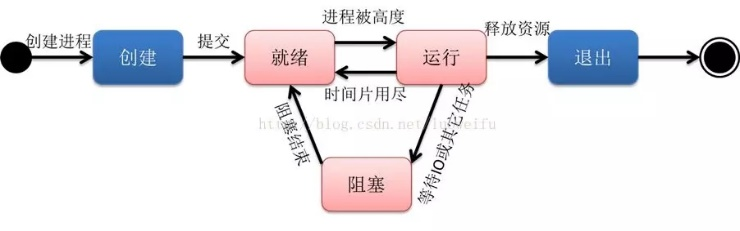 进程被高度
创建进程
提交
释放资源
创建
就绪
运行
退出
时间片用尽
阻塞结束
等待IO或其它任务
阻塞